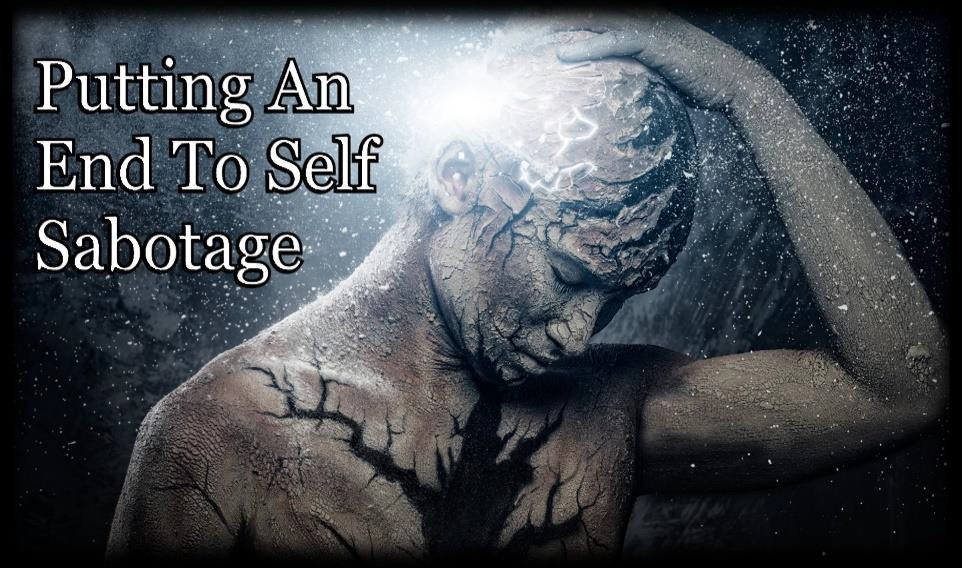 Putting An
End To Self
Sabotage